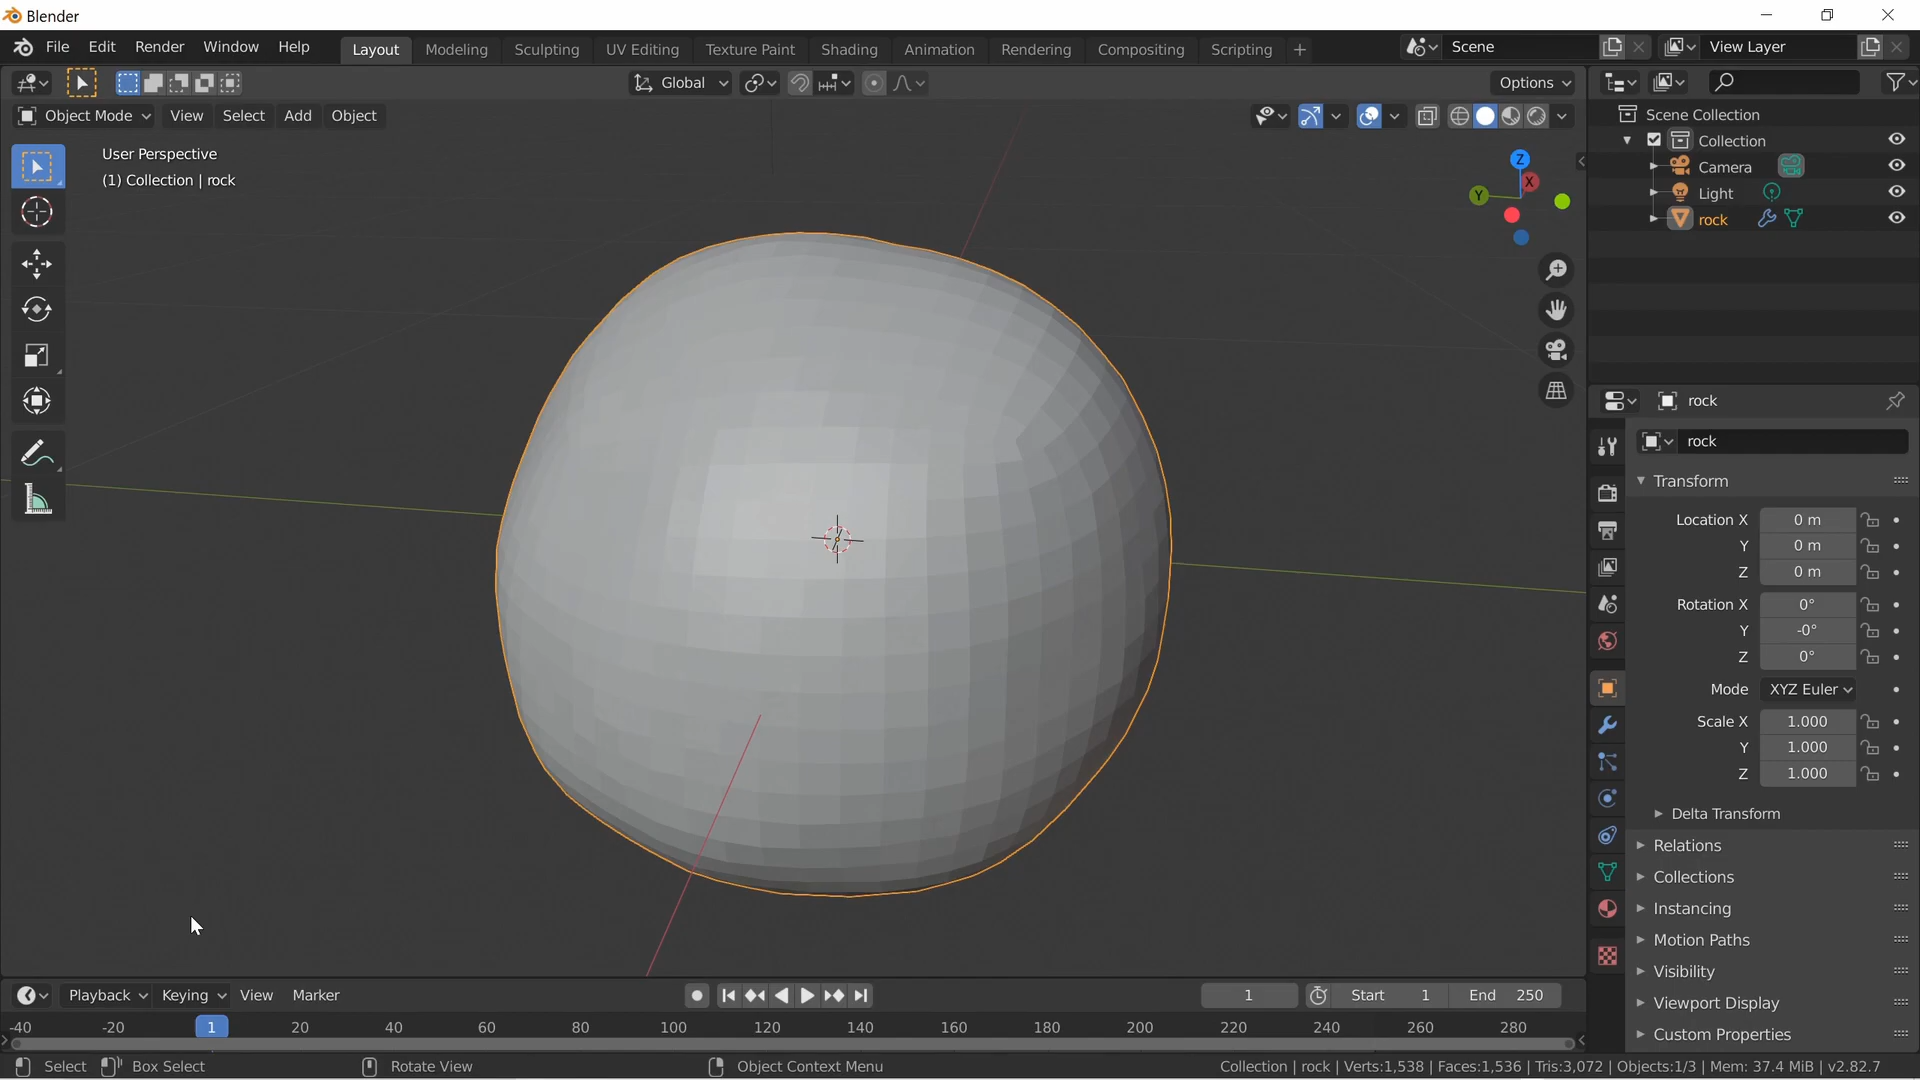 Blender
File Edit Render Window Help Layout Modeling Sculpting UV Editing Texture Paint Shading Animation Rendering Compositing Scripting + Scene View Layer
Global Options
Object Mode View Select Add Object
User Perspective
(1) Collection | rock
Z
X
Y
Scene Collection
Collection
Camera
Light
rock
rock
rock
Transform
Location X 0 m
Y 0 m
Z 0 m
Rotation X 0°
Y -0°
Z 0°
Mode XYZ Euler
Scale X 1.000
Y 1.000
Z 1.000
Delta Transform
Relations
Collections
Instancing
Motion Paths
Visibility
Viewport Display
Custom Properties
Playback Keying View Marker 1 Start 1 End 250
-40 -20 1 20 40 60 80 100 120 140 160 180 200 220 240 260 280
Select Box Select Rotate View Object Context Menu Collection | rock | Verts:1,538 | Faces:1,536 | Tris:3,072 | Objects:1/3 | Mem: 37.4 MiB | v2.82.7